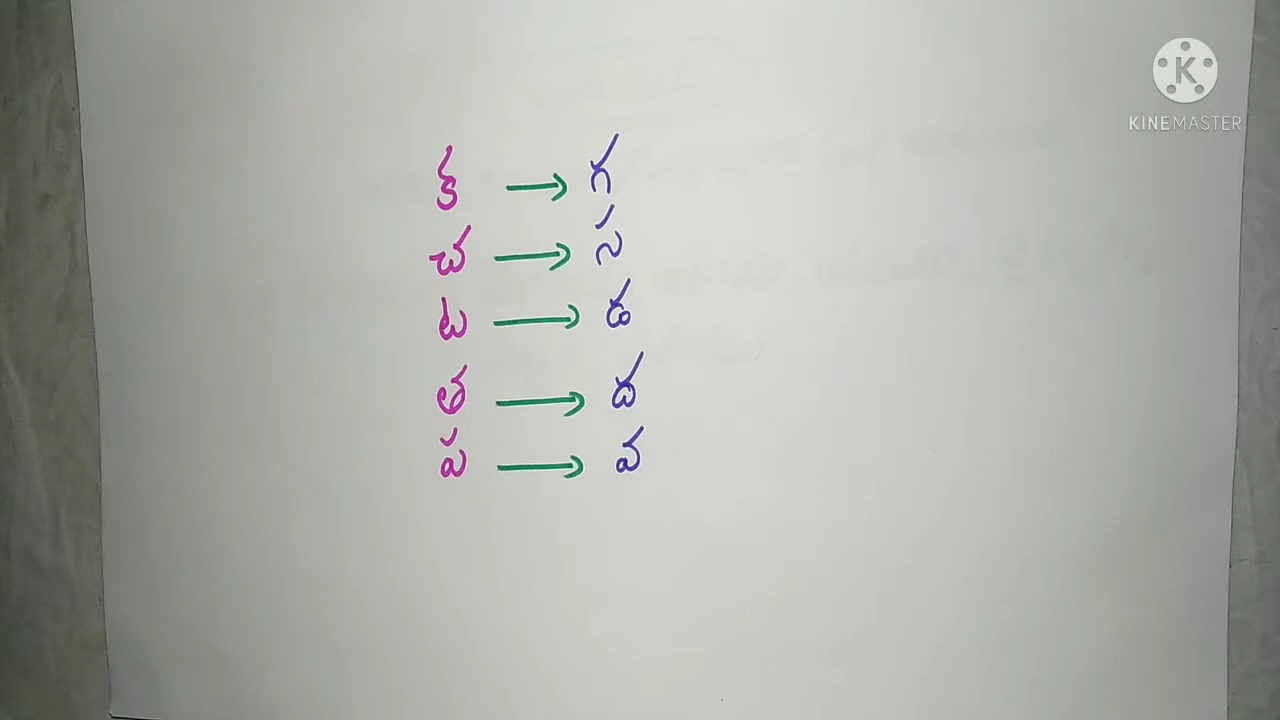 క → గ
చ → స
ట → డ
త → ద
ప → వ
KINEMASTER